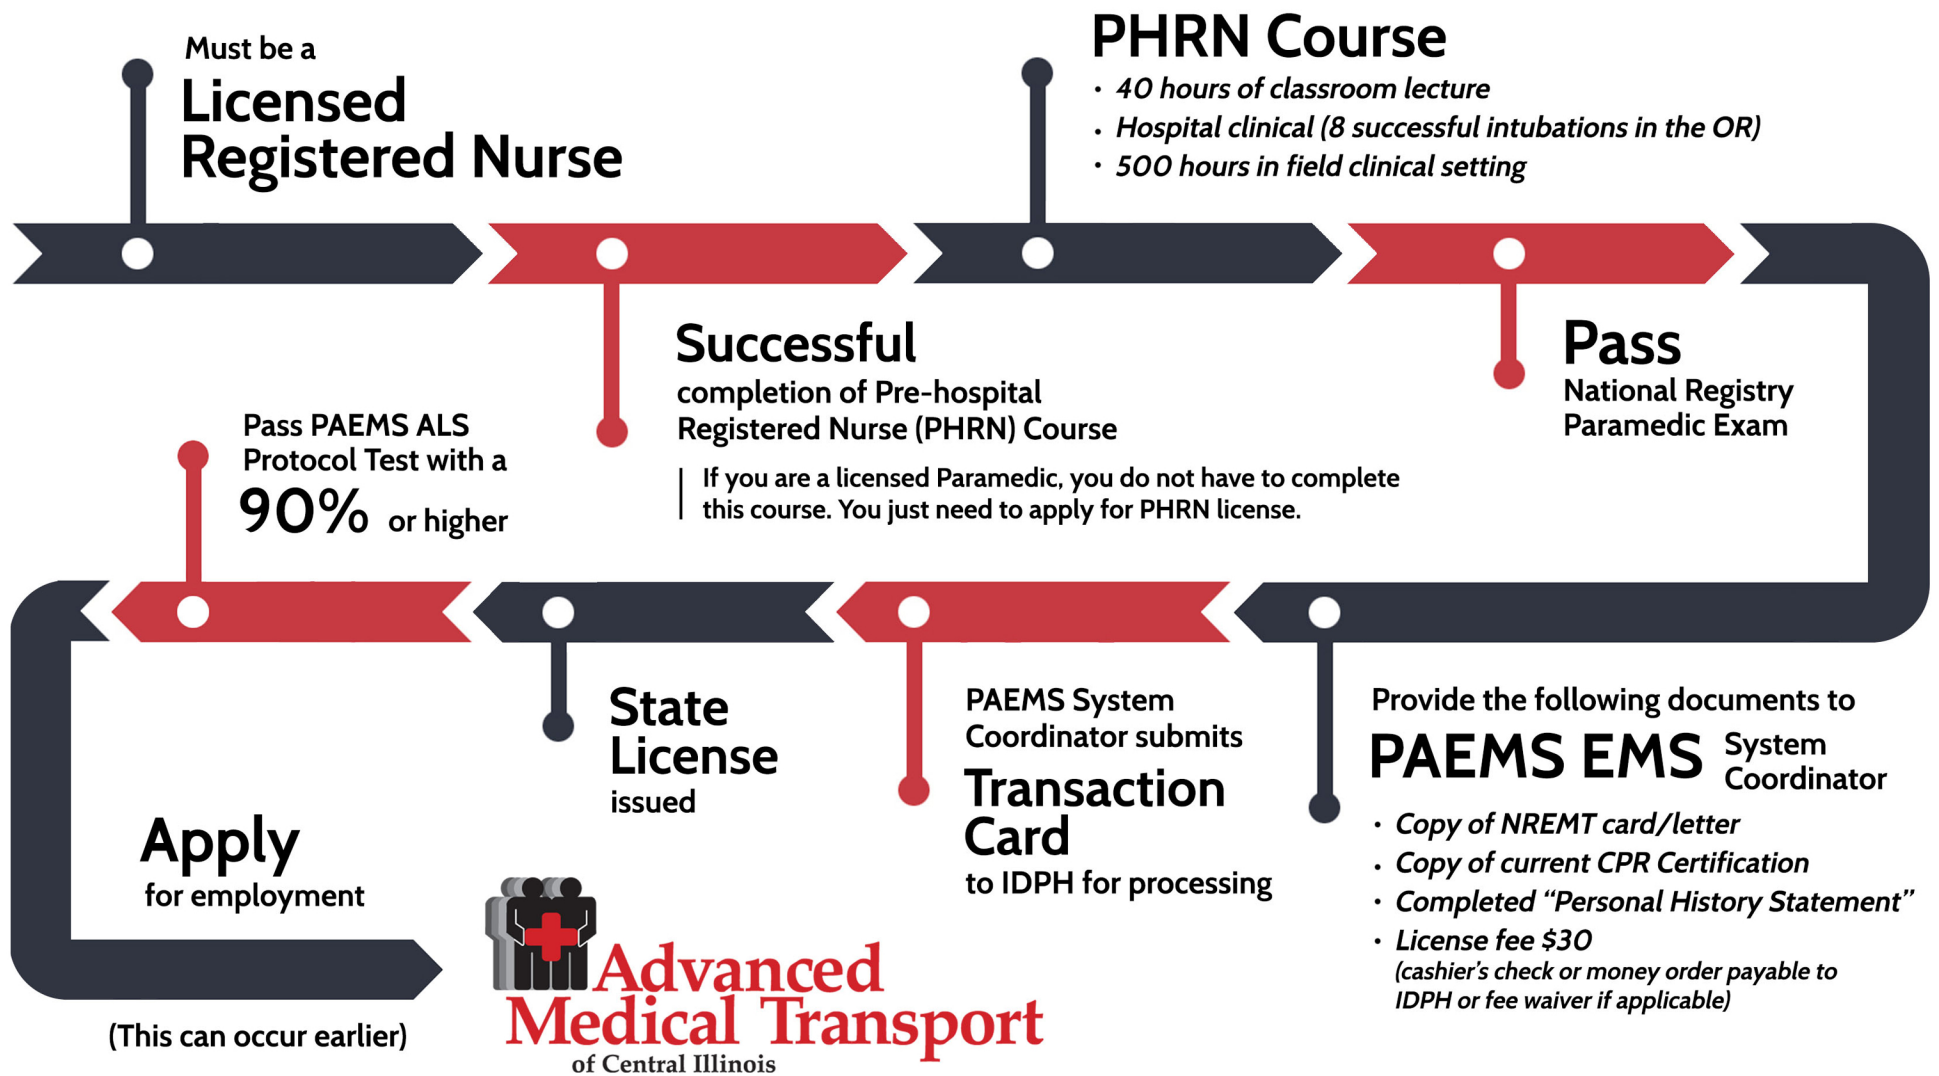 Must be a
Licensed
Registered Nurse
Successful
completion of Pre-hospital
Registered Nurse (PHRN) Course
If you are a licensed Paramedic, you do not have to complete
this course. You just need to apply for PHRN license.
PHRN Course
· 40 hours of classroom lecture
· Hospital clinical (8 successful intubations in the OR)
· 500 hours in field clinical setting
Pass
National Registry
Paramedic Exam
Provide the following documents to
PAEMS EMS System
Coordinator
· Copy of NREMT card/letter
· Copy of current CPR Certification
· Completed “Personal History Statement”
· License fee $30
(cashier's check or money order payable to
IDPH or fee waiver if applicable)
PAEMS System
Coordinator submits
Transaction
Card
to IDPH for processing
State
License
issued
Pass PAEMS ALS
Protocol Test with a
90% or higher
Apply
for employment
(This can occur earlier)
Advanced
Medical Transport
of Central Illinois